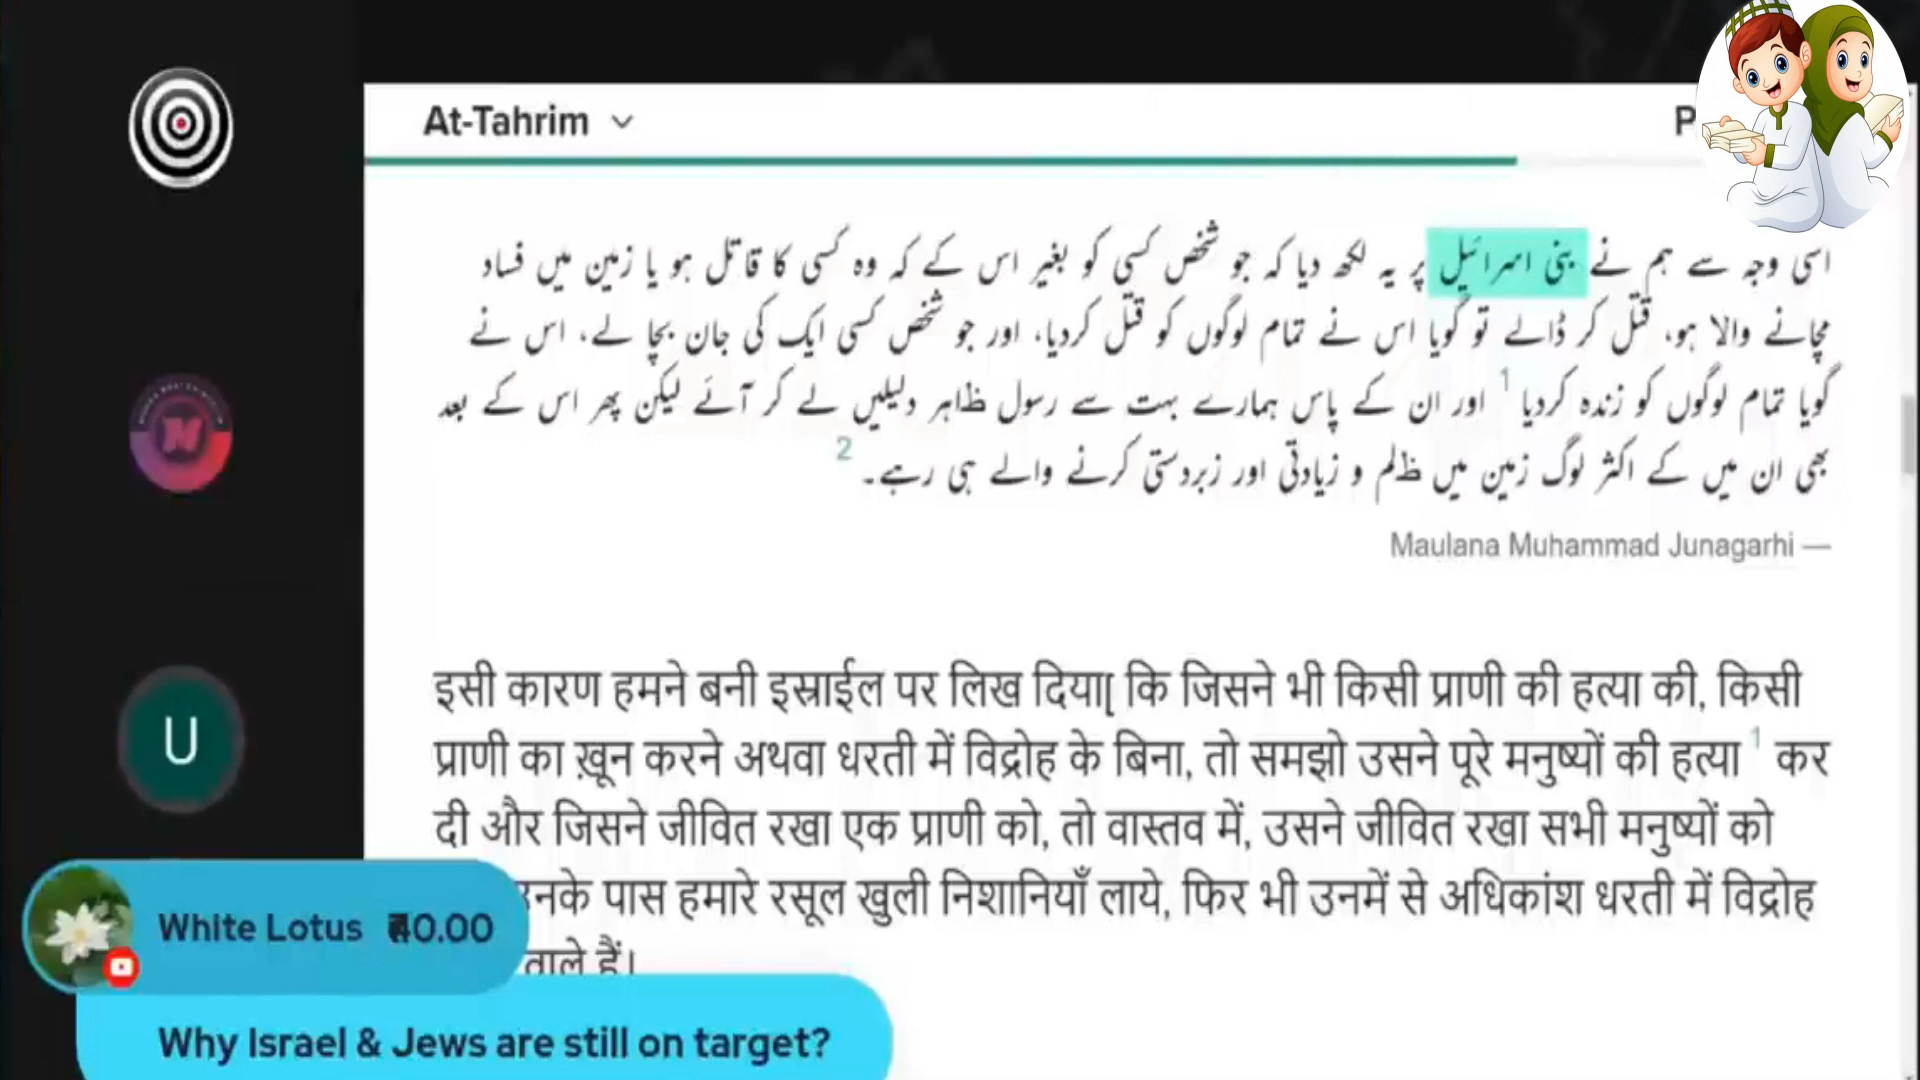 At-Tahrim
P
اسی وجہ سے ہم نے بنی اسرائیل پر یہ لکھ دیا کہ جو شخص کسی کو بغیر اس کے کہ وہ کسی کا قاتل ہو یا زمین میں فساد
مچانے والا ہو، قتل کر ڈالے تو گویا اس نے تمام لوگوں کو قتل کردیا، اور جو شخص کسی ایک کی جان بچا لے، اس نے
گویا تمام لوگوں کو زندہ کردیا 1 اور ان کے پاس ہمارے بہت سے رسول ظاہر دلیلیں لے کر آئے لیکن پھر اس کے بعد
بھی ان میں کے اکثر لوگ زمین میں ظلم و زیادتی اور زبردستی کرنے والے ہی رہے۔ 2
Maulana Muhammad Junagarhi —
इसी कारण हमने बनी इस्राईल पर लिख दिया[ कि जिसने भी किसी प्राणी की हत्या की, किसी
प्राणी का ख़ून करने अथवा धरती में विद्रोह के बिना, तो समझो उसने पूरे मनुष्यों की हत्या 1 कर
दी और जिसने जीवित रखा एक प्राणी को, तो वास्तव में, उसने जीवित रखा सभी मनुष्यों को
उनके पास हमारे रसूल खुली निशानियाँ लाये, फिर भी उनमें से अधिकांश धरती में विद्रोह
वाले हैं।
N
U
White Lotus 40.00
Why Israel & Jews are still on target?